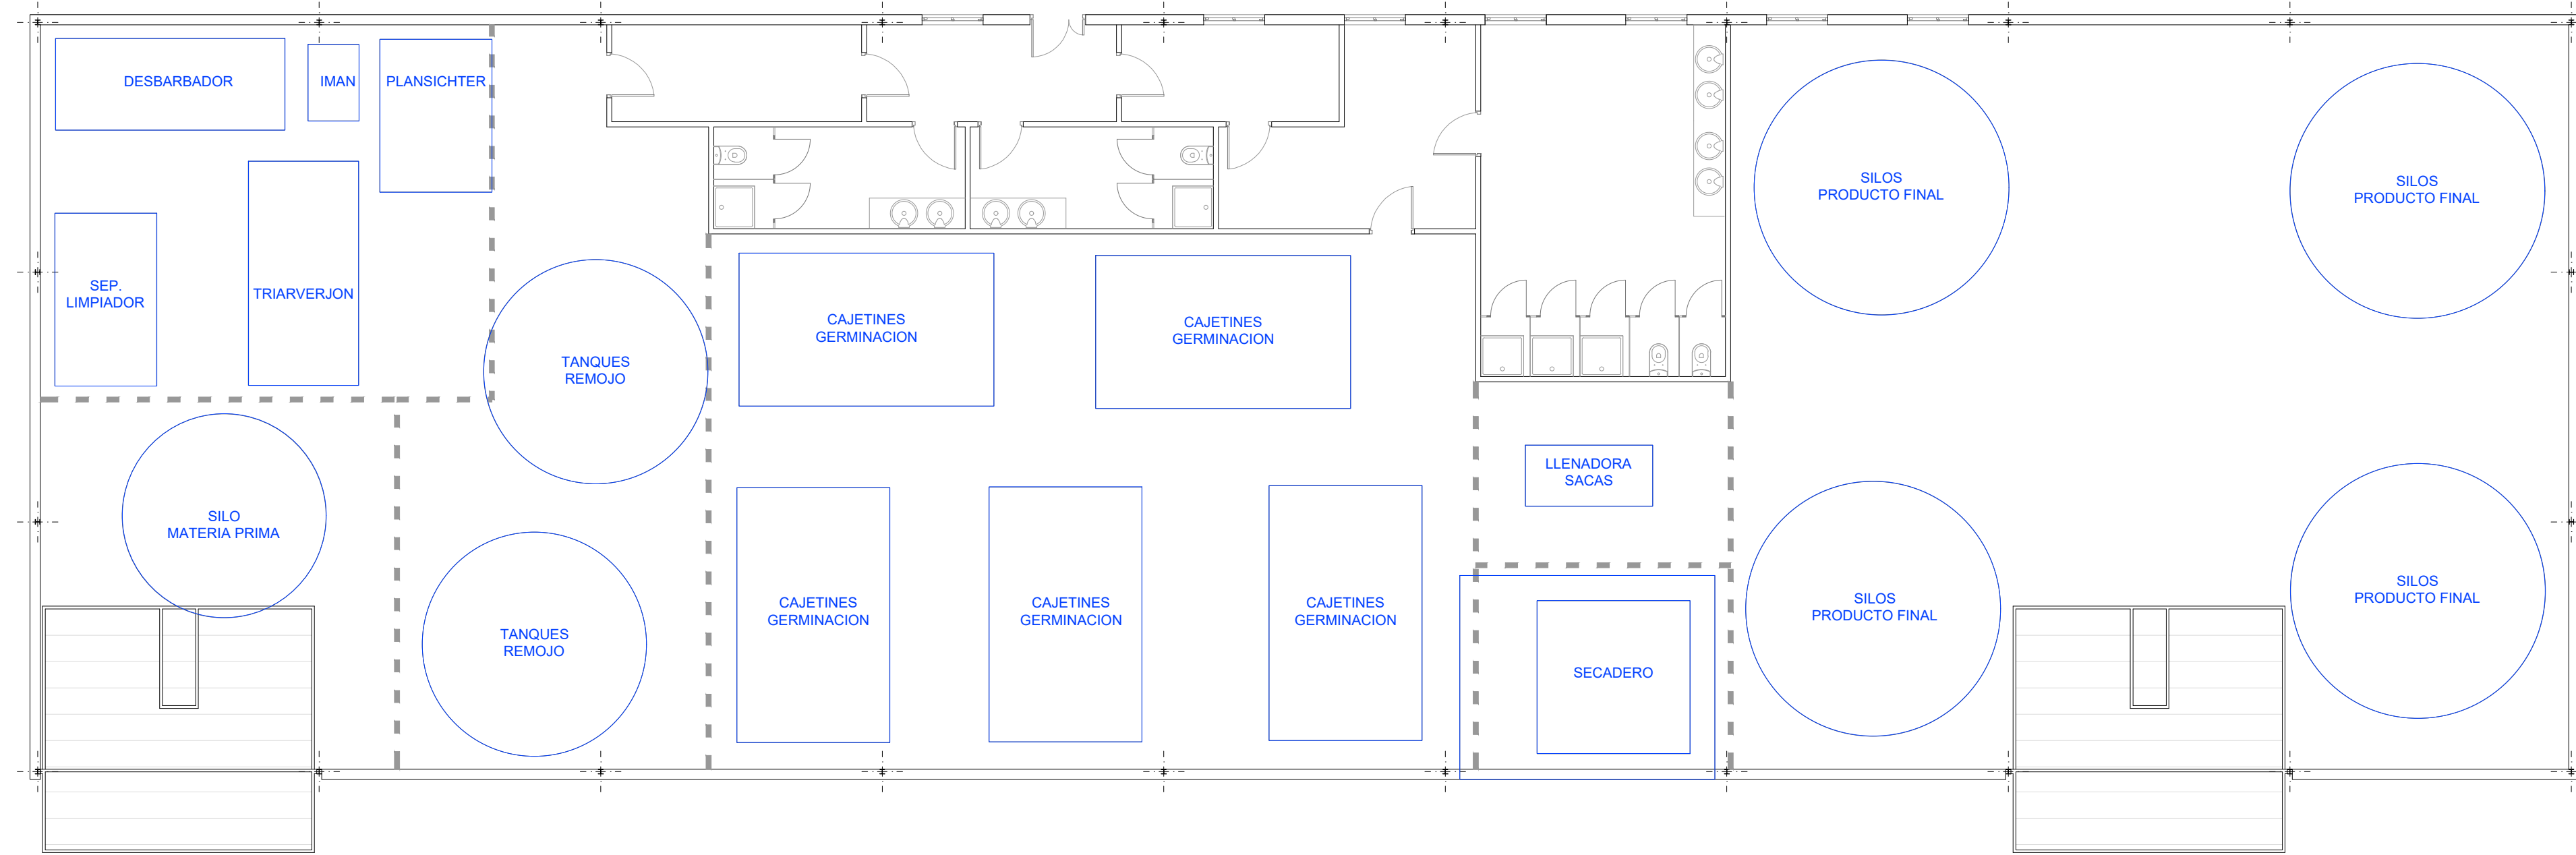 DESBARBADOR
IMAN
PLANSICHTER
SEP.
LIMPIADOR
TRIARVERJON
SILO
MATERIA PRIMA
TANQUES
REMOJO
TANQUES
REMOJO
CAJETINES
GERMINACION
CAJETINES
GERMINACION
CAJETINES
GERMINACION
CAJETINES
GERMINACION
CAJETINES
GERMINACION
LLENADORA
SACAS
SECADERO
SILOS
PRODUCTO FINAL
SILOS
PRODUCTO FINAL
SILOS
PRODUCTO FINAL
SILOS
PRODUCTO FINAL